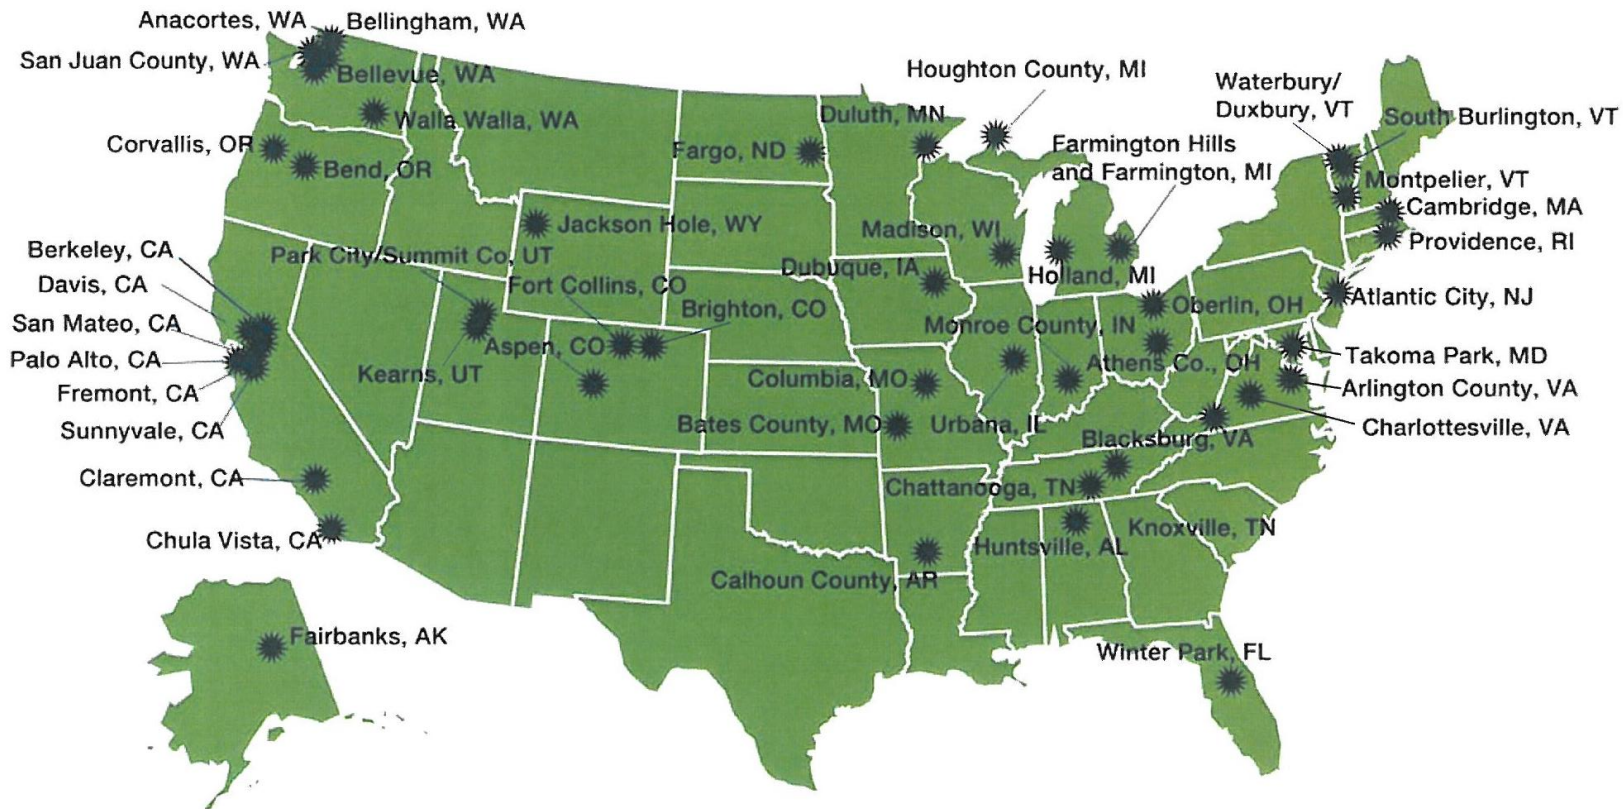 Anacortes, WA
Bellingham, WA
San Juan County, WA
Bellevue, WA
Walla Walla, WA
Corvallis, OR
Bend, OR
Fargo, ND
Duluth, MN
Houghton County, MI
Farmington Hills
and Farmington, MI
Waterbury/
Duxbury, VT
South Burlington, VT
Montpelier, VT
Cambridge, MA
Providence, RI
Jackson Hole, WY
Madison, WI
Holland, MI
Berkeley, CA
Park City/Summit Co, UT
Dubuque, IA
Davis, CA
Fort Collins, CO
Brighton, CO
Oberlin, OH
Atlantic City, NJ
San Mateo, CA
Monroe County, IN
Palo Alto, CA
Aspen, CO
Athens Co., OH
Takoma Park, MD
Fremont, CA
Kearns, UT
Columbia, MO
Arlington County, VA
Sunnyvale, CA
Bates County, MO
Urbana, IL
Blacksburg, VA
Charlottesville, VA
Claremont, CA
Chattanooga, TN
Knoxville, TN
Chula Vista, CA
Huntsville, AL
Calhoun County, AR
Fairbanks, AK
Winter Park, FL